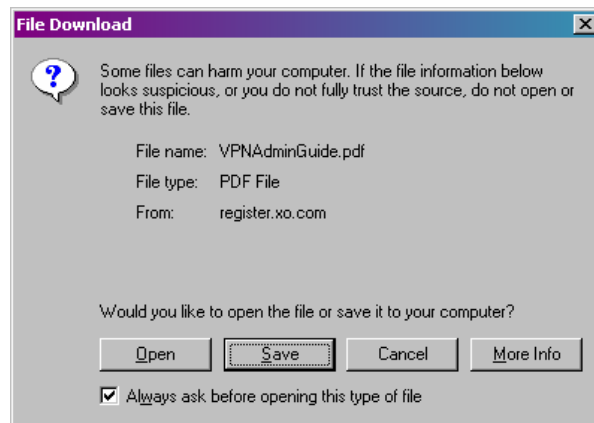 File Download
Some files can harm your computer. If the file information below
looks suspicious, or you do not fully trust the source, do not open or
save this file.
File name: VPNAdminGuide.pdf
File type: PDF File
From: register.xo.com
Would you like to open the file or save it to your computer?
Open Save Cancel More Info
Always ask before opening this type of file